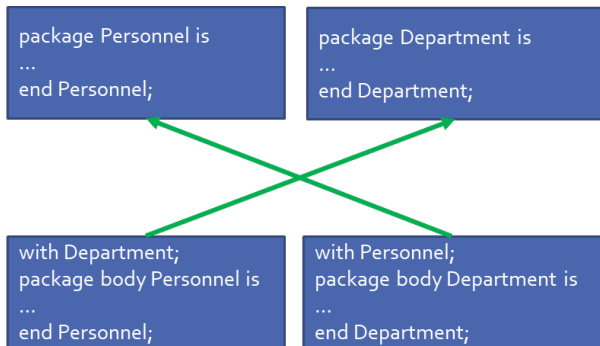 package Personnel is
...
end Personnel;
package Department is
...
end Department;
with Department;
package body Personnel is
...
end Personnel;
with Personnel;
package body Department is
...
end Department;